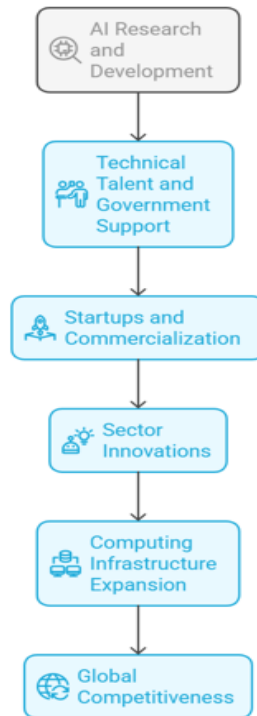 AI Research
and
Development
Technical
Talent and
Government
Support
Startups and
Commercialization
Sector
Innovations
Computing
Infrastructure
Expansion
Global
Competitiveness